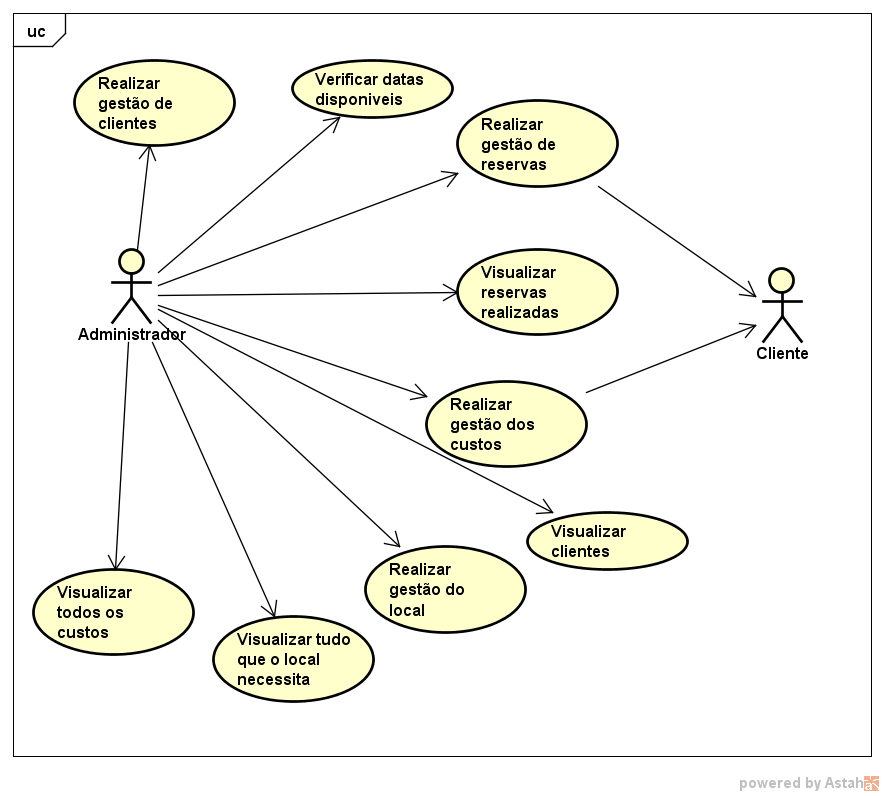 uc
Realizar
gestão de
clientes
Verificar datas
disponiveis
Realizar
gestão de
reservas
Visualizar
reservas
realizadas
Administrador
Cliente
Realizar
gestão dos
custos
Visualizar
clientes
Realizar
gestão do
local
Visualizar
todos os
custos
Visualizar tudo
que o local
necessita
powered by Astah